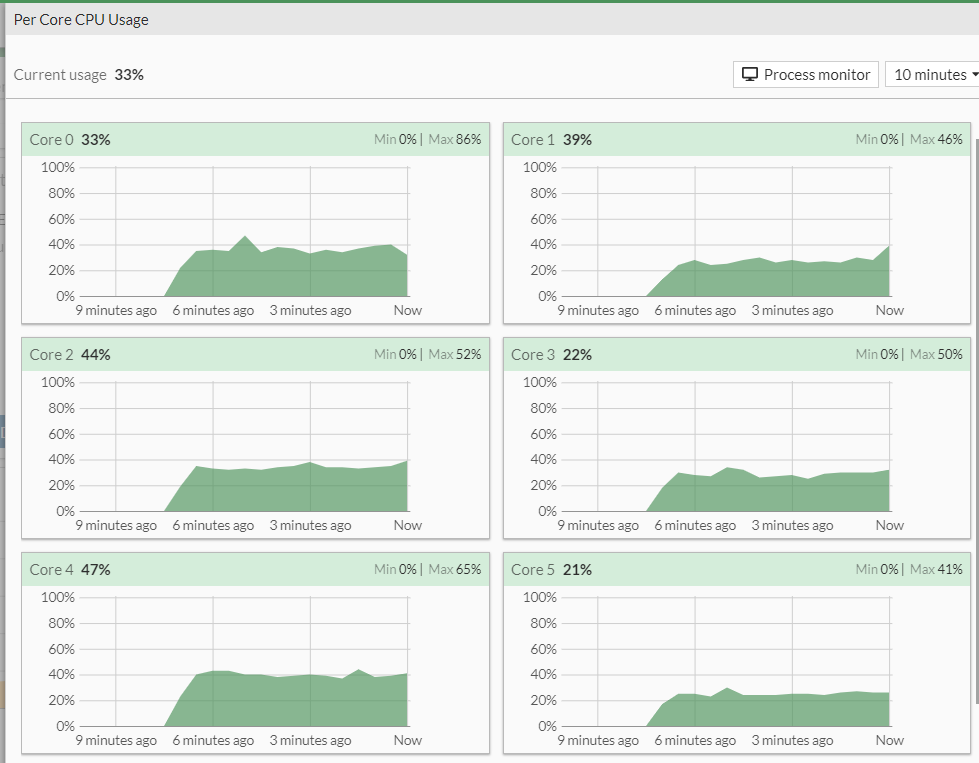 Per Core CPU Usage
Current usage 33%
Process monitor
10 minutes
Core 0 33% Min 0% | Max 86%
100%
80%
60%
40%
20%
0%
9 minutes ago 6 minutes ago 3 minutes ago Now
Core 1 39% Min 0% | Max 46%
100%
80%
60%
40%
20%
0%
9 minutes ago 6 minutes ago 3 minutes ago Now
Core 2 44% Min 0% | Max 52%
100%
80%
60%
40%
20%
0%
9 minutes ago 6 minutes ago 3 minutes ago Now
Core 3 22% Min 0% | Max 50%
100%
80%
60%
40%
20%
0%
9 minutes ago 6 minutes ago 3 minutes ago Now
Core 4 47% Min 0% | Max 65%
100%
80%
60%
40%
20%
0%
9 minutes ago 6 minutes ago 3 minutes ago Now
Core 5 21% Min 0% | Max 41%
100%
80%
60%
40%
20%
0%
9 minutes ago 6 minutes ago 3 minutes ago Now